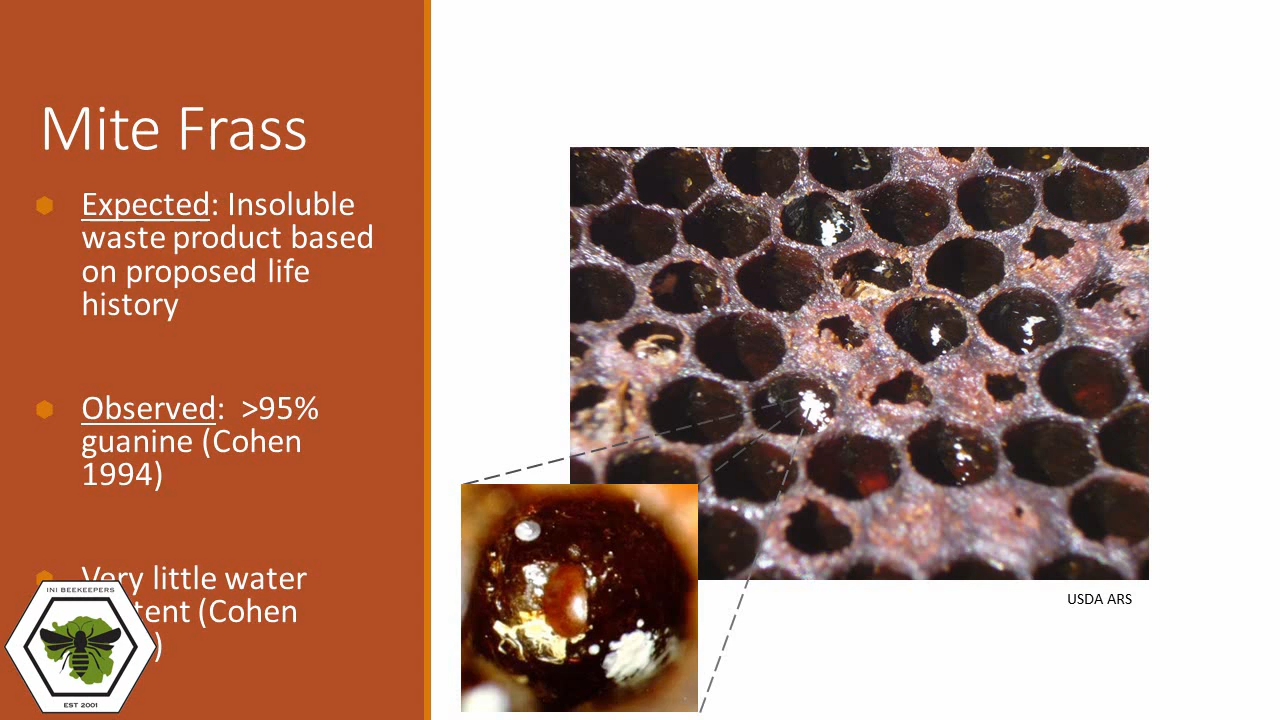 Mite Frass
Expected: Insoluble
waste product based
on proposed life
history
Observed:  >95%
guanine (Cohen
1994)
Very little water
tent (Cohen
)
USDA ARS
INI BEEKEEPERS
EST 2001